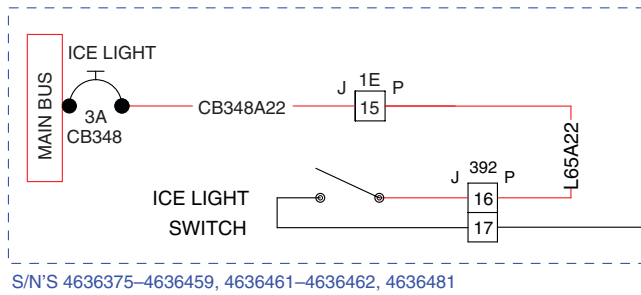 ICE LIGHT
MAIN BUS
3A
CB348
CB348A22
1E
J P
15
L65A22
392
J P
16
17
ICE LIGHT
SWITCH
S/N'S 4636375–4636459, 4636461–4636462, 4636481